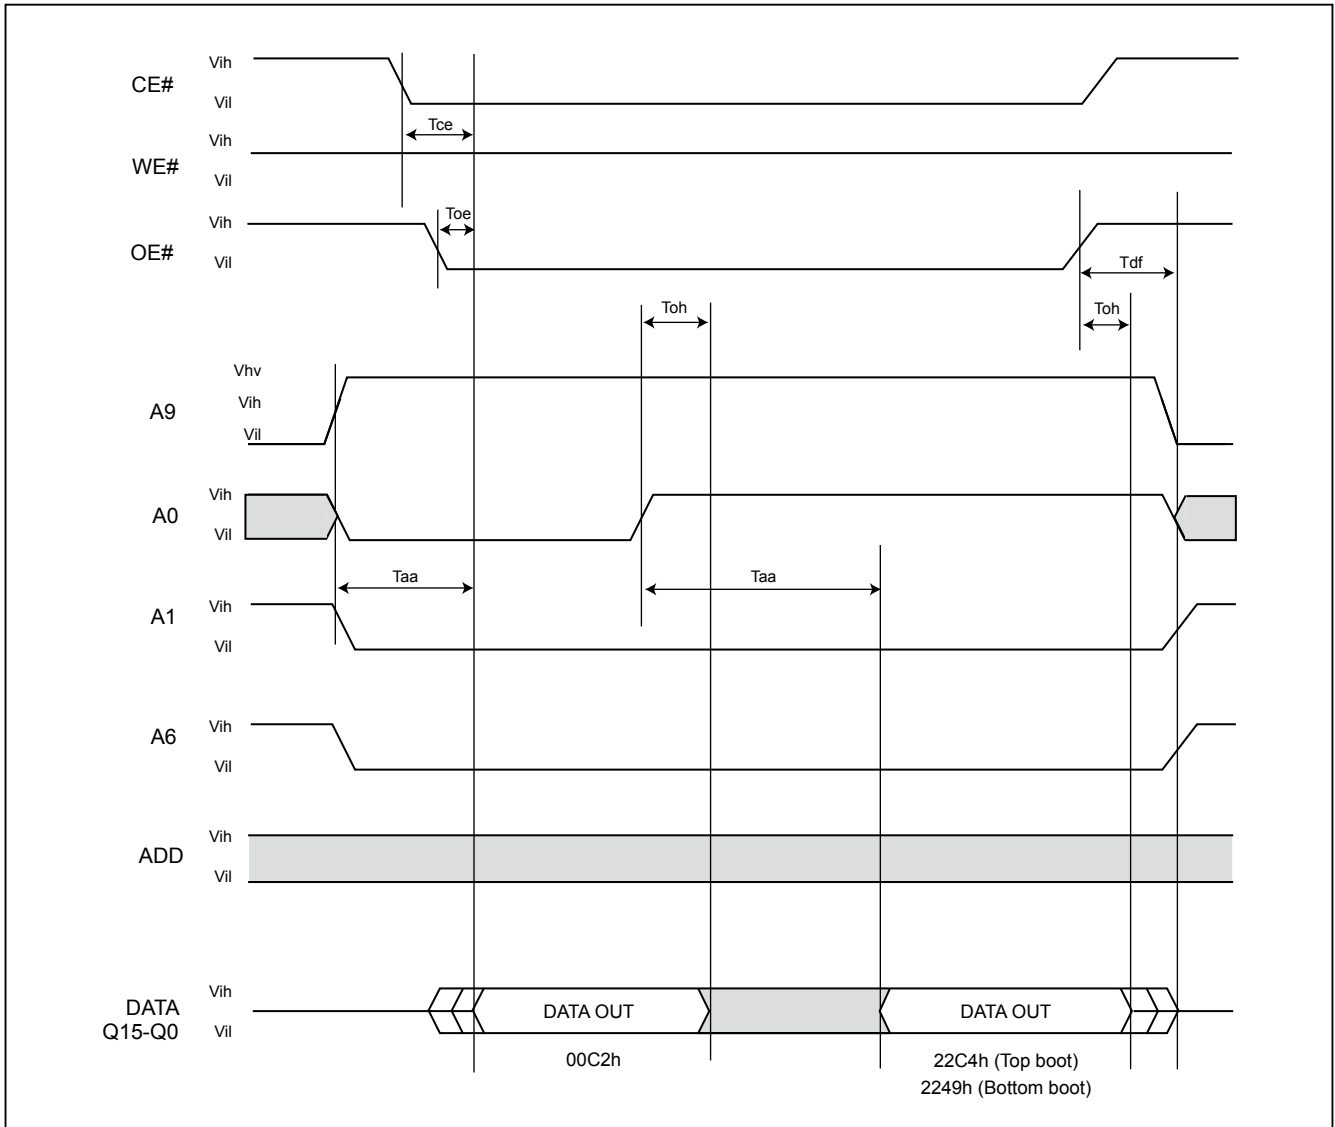 Vih
CE#
Vil
Tce
Vih
WE#
Vil
Toe
Vih
OE#
Vil
Tdf
Toh
Toh
Vhv
A9
Vih
Vil
Vih
A0
Vil
Taa
Taa
Vih
A1
Vil
Vih
A6
Vil
Vih
ADD
Vil
Vih
DATA
Q15-Q0
Vil
DATA OUT
DATA OUT
00C2h
22C4h (Top boot)
2249h (Bottom boot)